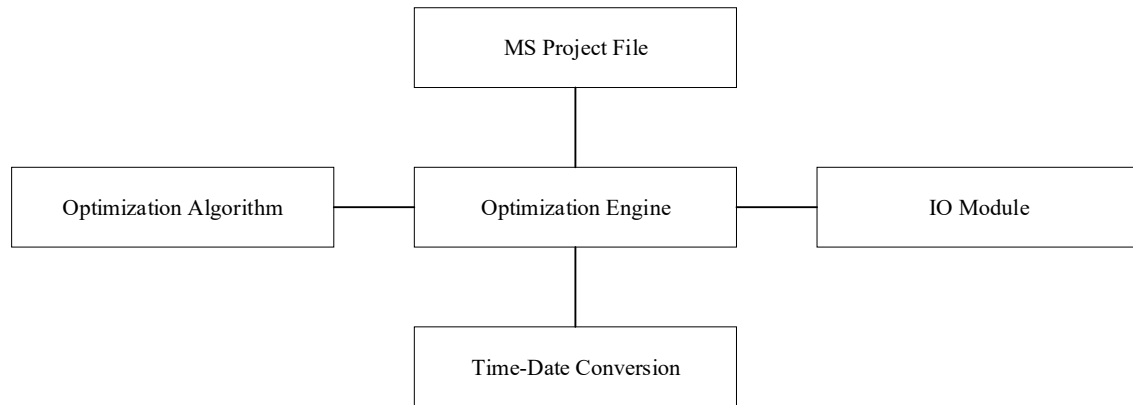 MS Project File
Optimization Algorithm
Optimization Engine
IO Module
Time-Date Conversion